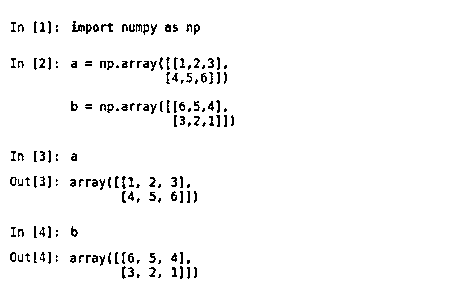 In [1]: import numpy as np
In [2]: a = np.array([[1,2,3],
[4,5,6]])
b = np.array([[6,5,4],
[3,2,1]])
In [3]: a
Out[3]: array([[1, 2, 3],
[4, 5, 6]])
In [4]: b
Out[4]: array([[6, 5, 4],
[3, 2, 1]])